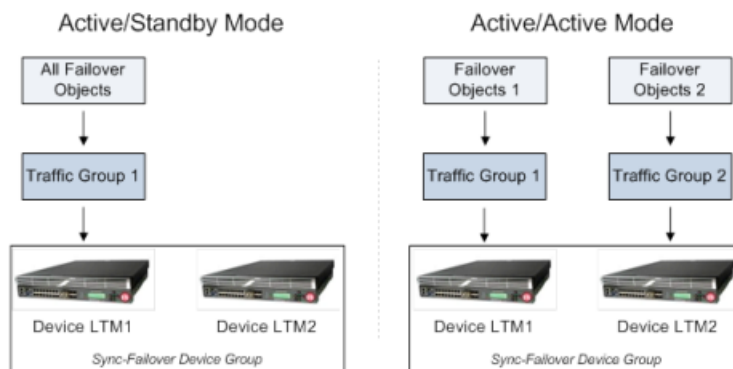 Active/Standby Mode
All Failover
Objects
Traffic Group 1
Device LTM1
Device LTM2
Sync-Failover Device Group
Active/Active Mode
Failover
Objects 1
Failover
Objects 2
Traffic Group 1
Traffic Group 2
Device LTM1
Device LTM2
Sync-Failover Device Group